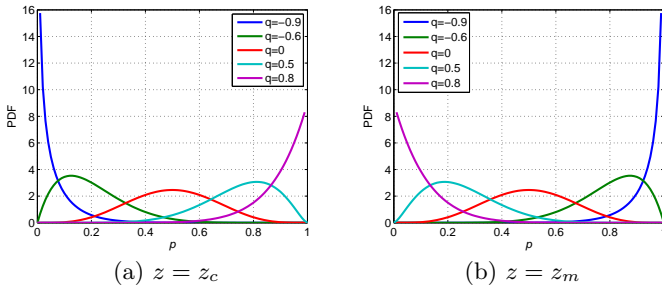 16
14
12
10
8
6
4
2
0
PDF
0
0.2
0.4
0.6
0.8
1
p
q=-0.9
q=-0.6
q=0
q=0.5
q=0.8
(a) z = z_c
16
14
12
10
8
6
4
2
0
PDF
0
0.2
0.4
0.6
0.8
1
p
q=-0.9
q=-0.6
q=0
q=0.5
q=0.8
(b) z = z_m